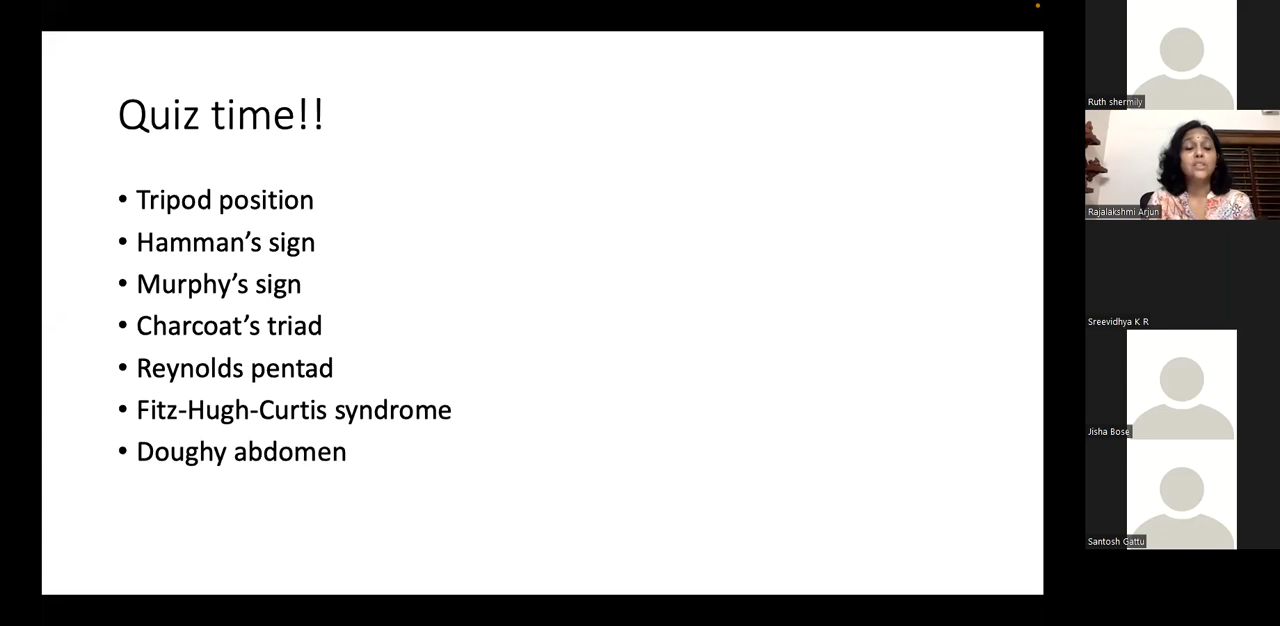 Quiz time!!
• Tripod position
• Hamman’s sign
• Murphy’s sign
• Charcoat’s triad
• Reynolds pentad
• Fitz-Hugh-Curtis syndrome
• Doughy abdomen
Ruth shermily
Rajalakshmi Arjun
Sreevidhya K R
Jisha Bose
Santosh Gattu